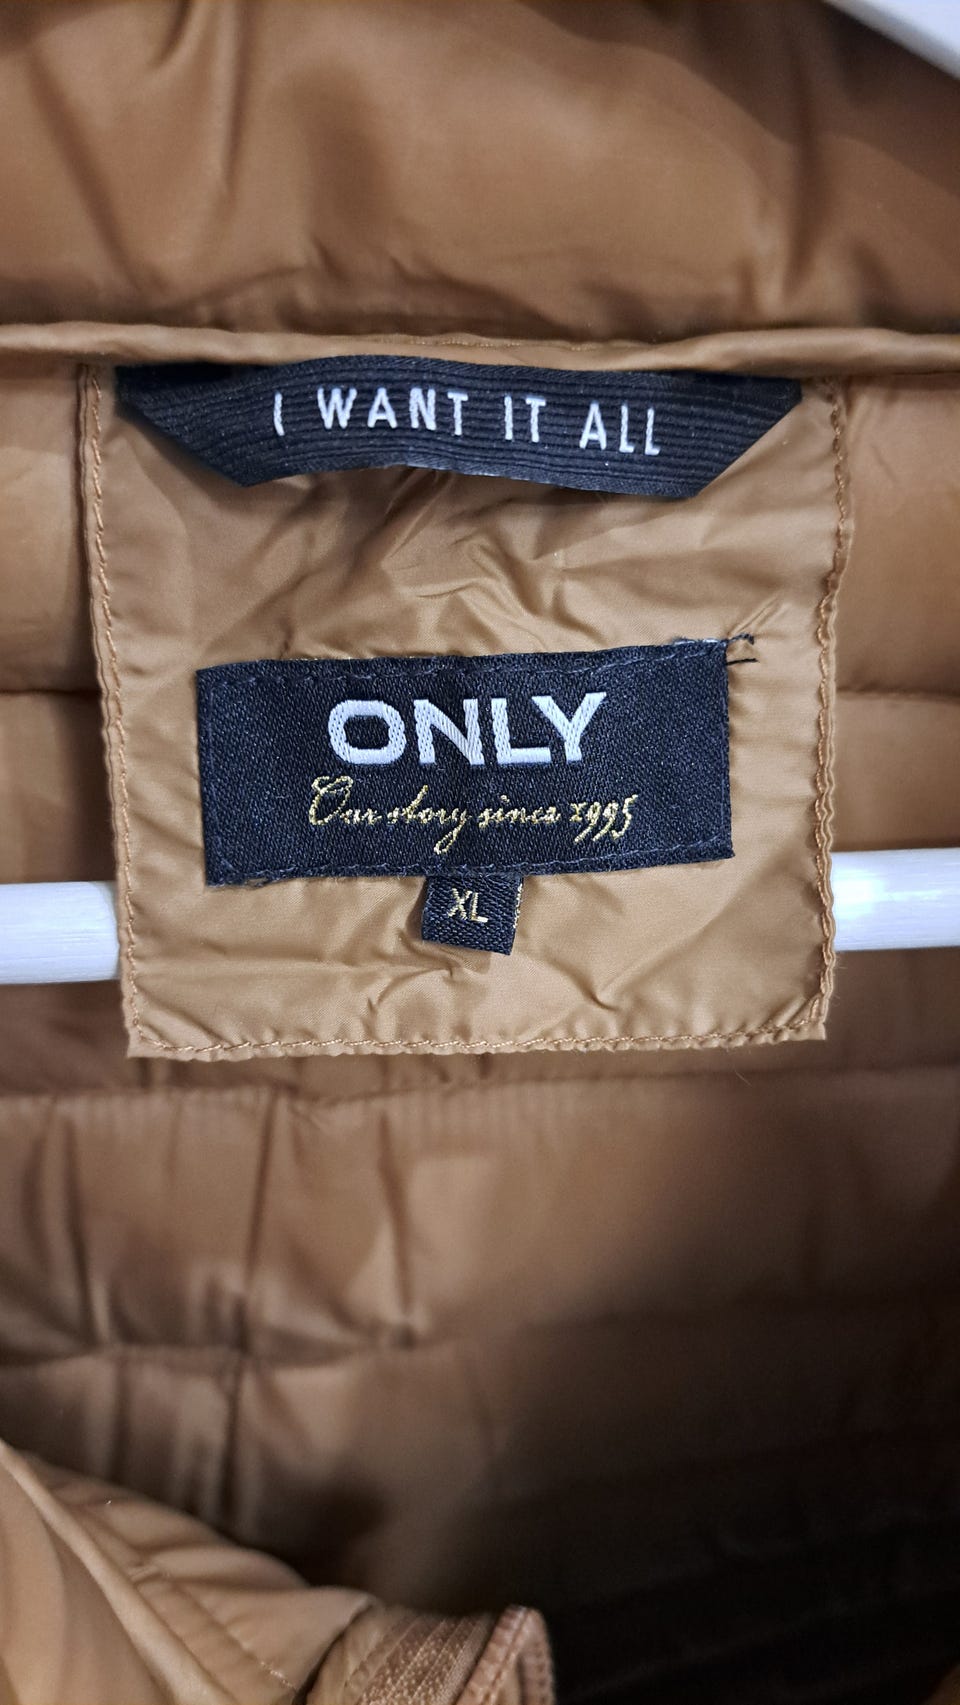 I WANT IT ALL
ONLY
Our story since 1995
XL